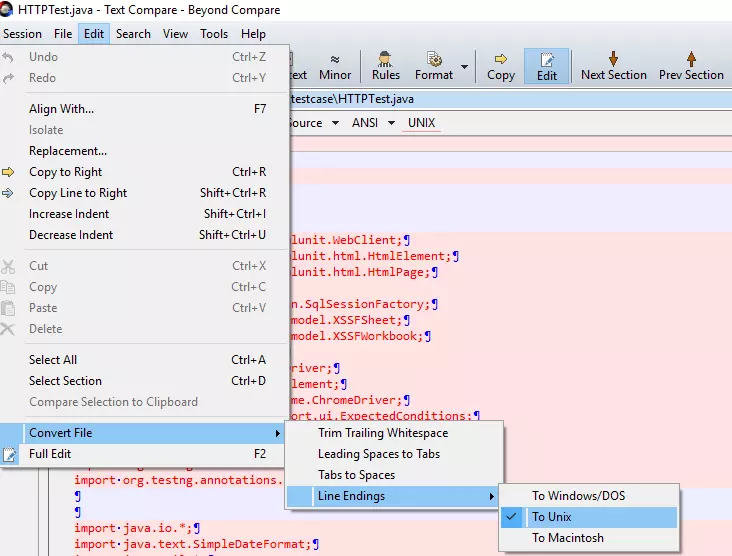 HTTPTest.java - Text Compare - Beyond Compare
Session File Edit Search View Tools Help
Undo Ctrl+Z
Redo Ctrl+Y
Align With... F7
Isolate
Replacement...
Copy to Right Ctrl+R
Copy Line to Right Shift+Ctrl+R
Increase Indent Shift+Ctrl+I
Decrease Indent Shift+Ctrl+U
Cut Ctrl+X
Copy Ctrl+C
Paste Ctrl+V
Delete
Select All Ctrl+A
Select Section Ctrl+D
Compare Selection to Clipboard
Convert File
Full Edit F2
ext Minor Rules Format Copy Edit Next Section Prev Section
testcase\HTTPTest.java
ource ANSI UNIX
lunit.WebClient;¶
lunit.html.HtmlElement;¶
lunit.html.HtmlPage;¶
n.SqlSessionFactory;¶
model.XSSFSheet;¶
model.XSSFWorkbook;¶
river;¶
lement;¶
me.ChromeDriver;¶
ort.ui.ExpectedConditions;¶
Trim Trailing Whitespace
Leading Spaces to Tabs
Tabs to Spaces
Line Endings
To Windows/DOS
To Unix
To Macintosh
import·org.testng.annotations.
¶
¶
import·java.io.*;¶
import·java.text.SimpleDateFormat;¶